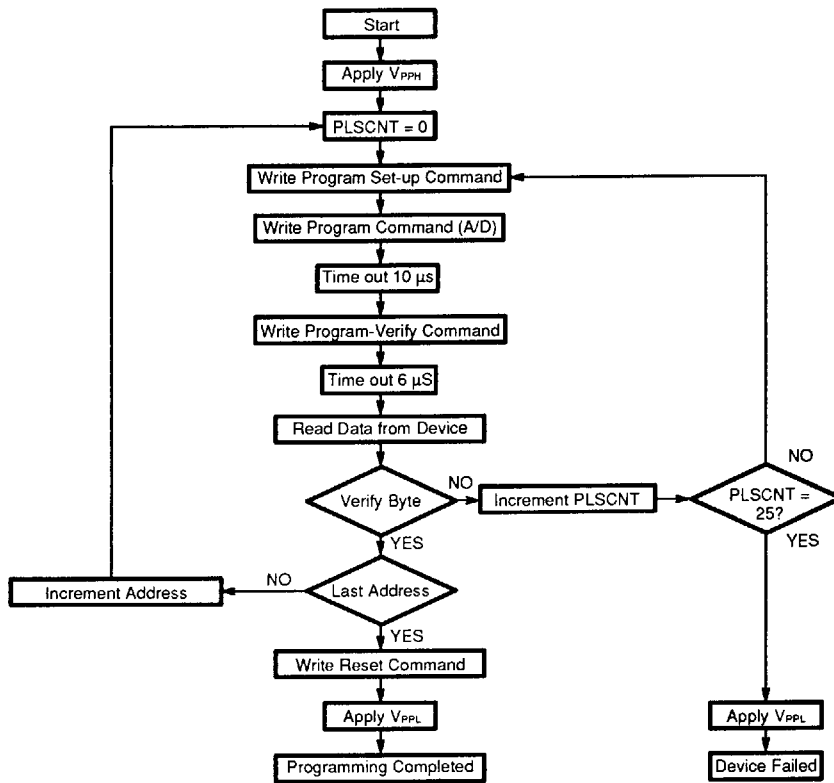 Start
Apply VPPH
PLSCNT = 0
Write Program Set-up Command
Write Program Command (A/D)
Time out 10 µs
Write Program-Verify Command
Time out 6 µS
Read Data from Device
Verify Byte
NO
Increment PLSCNT
PLSCNT =
25?
NO
YES
YES
Last Address
NO
Increment Address
YES
Write Reset Command
Apply VPPL
Programming Completed
Apply VPPL
Device Failed